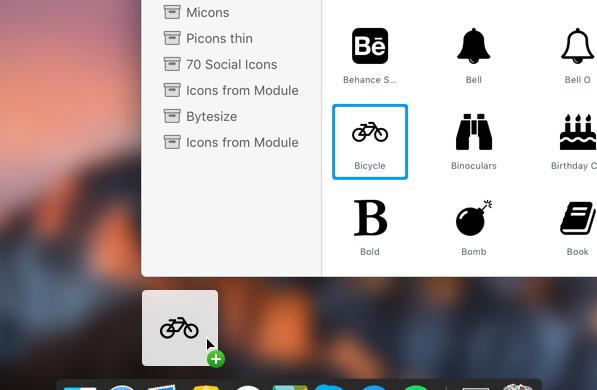 Micons
Picons thin
70 Social Icons
Icons from Module
Bytesize
Icons from Module
Bē
Behance S...
Bell
Bell O
Bicycle
Binoculars
Birthday C
B
Bold
Bomb
Book